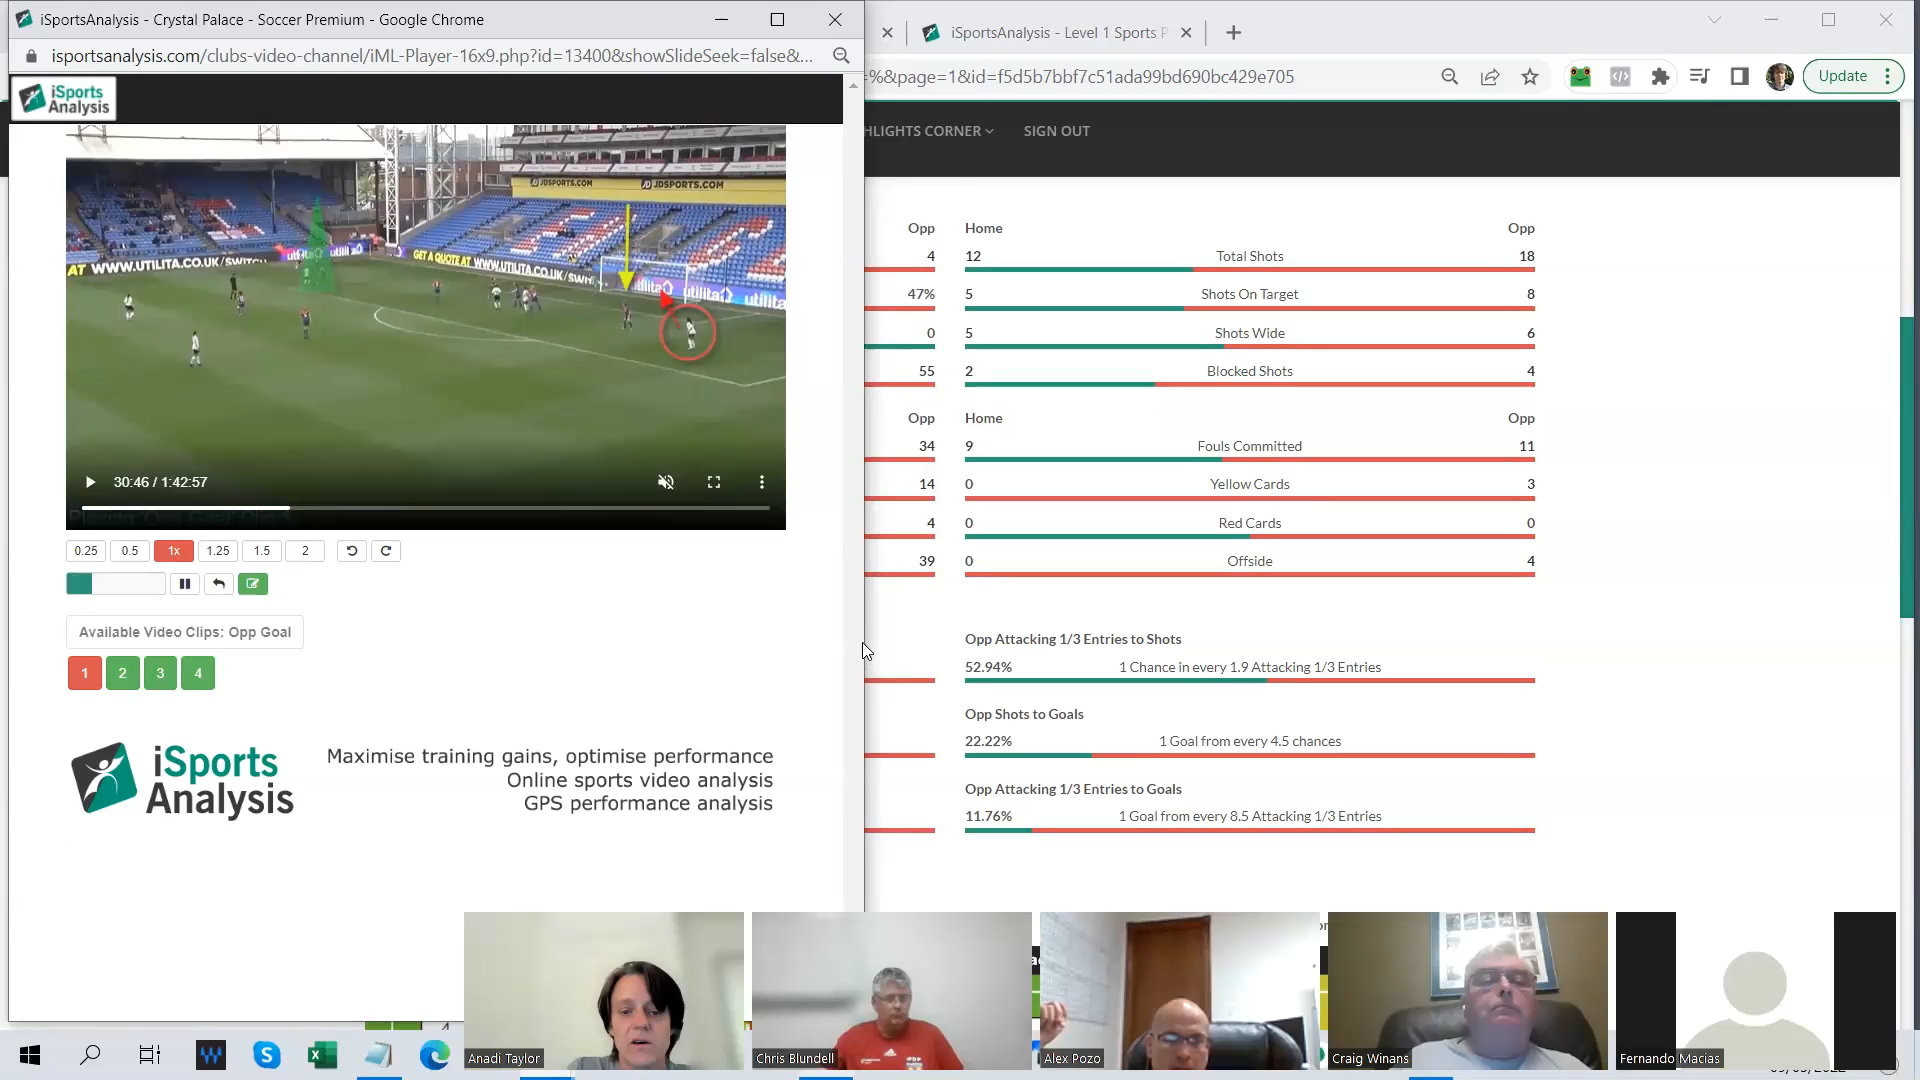 iSportsAnalysis - Crystal Palace - Soccer Premium - Google Chrome
iSportsAnalysis - Level 1 Sports P
isportsanalysis.com/clubs-video-channel/iML-Player-16x9.php?id=13400&showSlideSeek=false&...
=%&page=1&id=f5d5b7bbf7c51ada99bd690bc429e705
Update
iSports
Analysis
HLIGHTS CORNER
SIGN OUT
JDSPORTS.COM
JDSPORTS.COM
AT WWW.UTILITA.CO.UK/SWITCH
GET A QUOTE AT WWW.UTILITA.CO.UK/SWI
utilita
utilita
utilita
30:46 / 1:42:57
Playing 'Opp Goal' Clip 1
0.25
0.5
1x
1.25
1.5
2
Available Video Clips: Opp Goal
1
2
3
4
iSports
Analysis
Maximise training gains, optimise performance
Online sports video analysis
GPS performance analysis
Opp
4
47%
0
55
Opp
34
14
4
39
Home
Opp
12
Total Shots
18
5
Shots On Target
8
5
Shots Wide
6
2
Blocked Shots
4
Home
Opp
9
Fouls Committed
11
0
Yellow Cards
3
0
Red Cards
0
0
Offside
4
Opp Attacking 1/3 Entries to Shots
52.94%
1 Chance in every 1.9 Attacking 1/3 Entries
Opp Shots to Goals
22.22%
1 Goal from every 4.5 chances
Opp Attacking 1/3 Entries to Goals
11.76%
1 Goal from every 8.5 Attacking 1/3 Entries
Anadi Taylor
Chris Blundell
Alex Pozo
Craig Winans
Fernando Macias